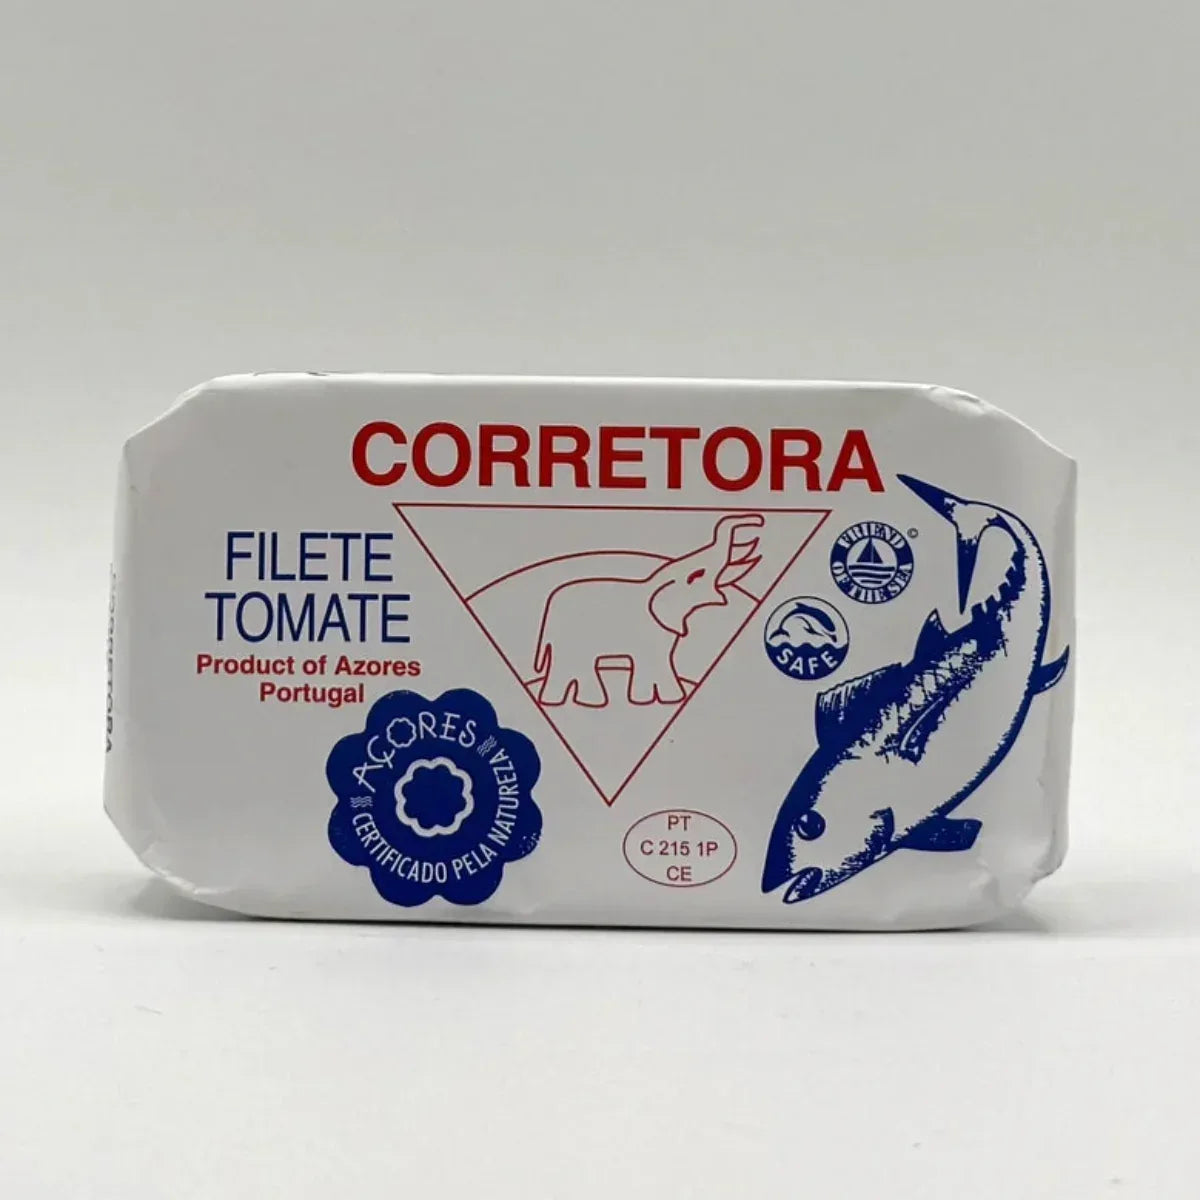 CORRETORA
FILETE
TOMATE
Product of Azores
Portugal
FRIEND
OF THE SEA
©
SAFE
AÇORES
CERTIFICADO PELA NATUREZA
PT
C 215 1P
CE
CORRETORA